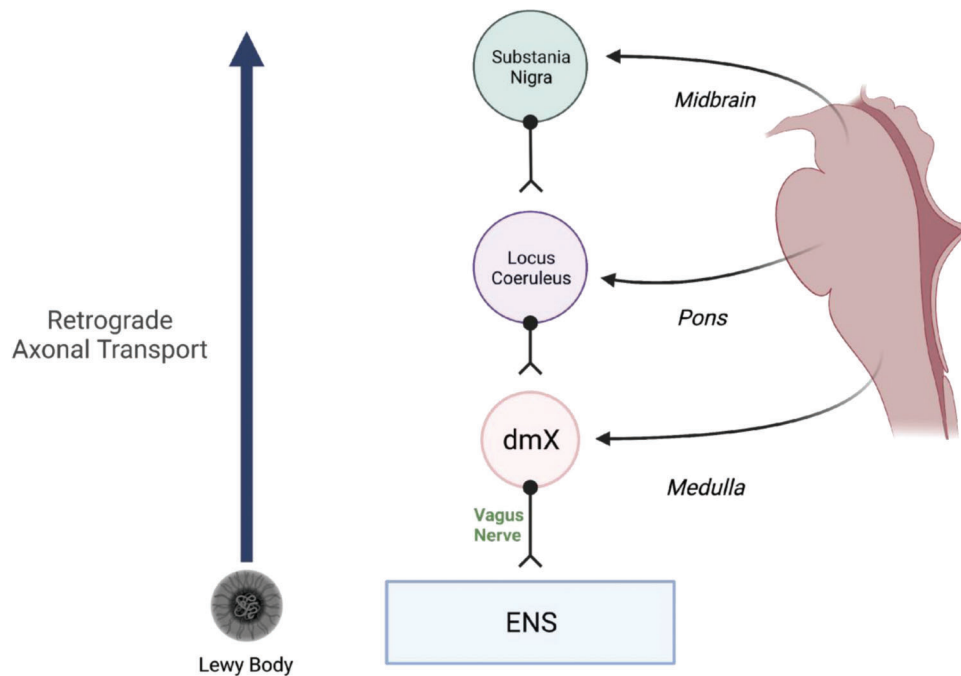 Substania
Nigra
Midbrain
Locus
Coeruleus
Retrograde
Axonal Transport
Pons
dmX
Medulla
Vagus
Nerve
ENS
Lewy Body